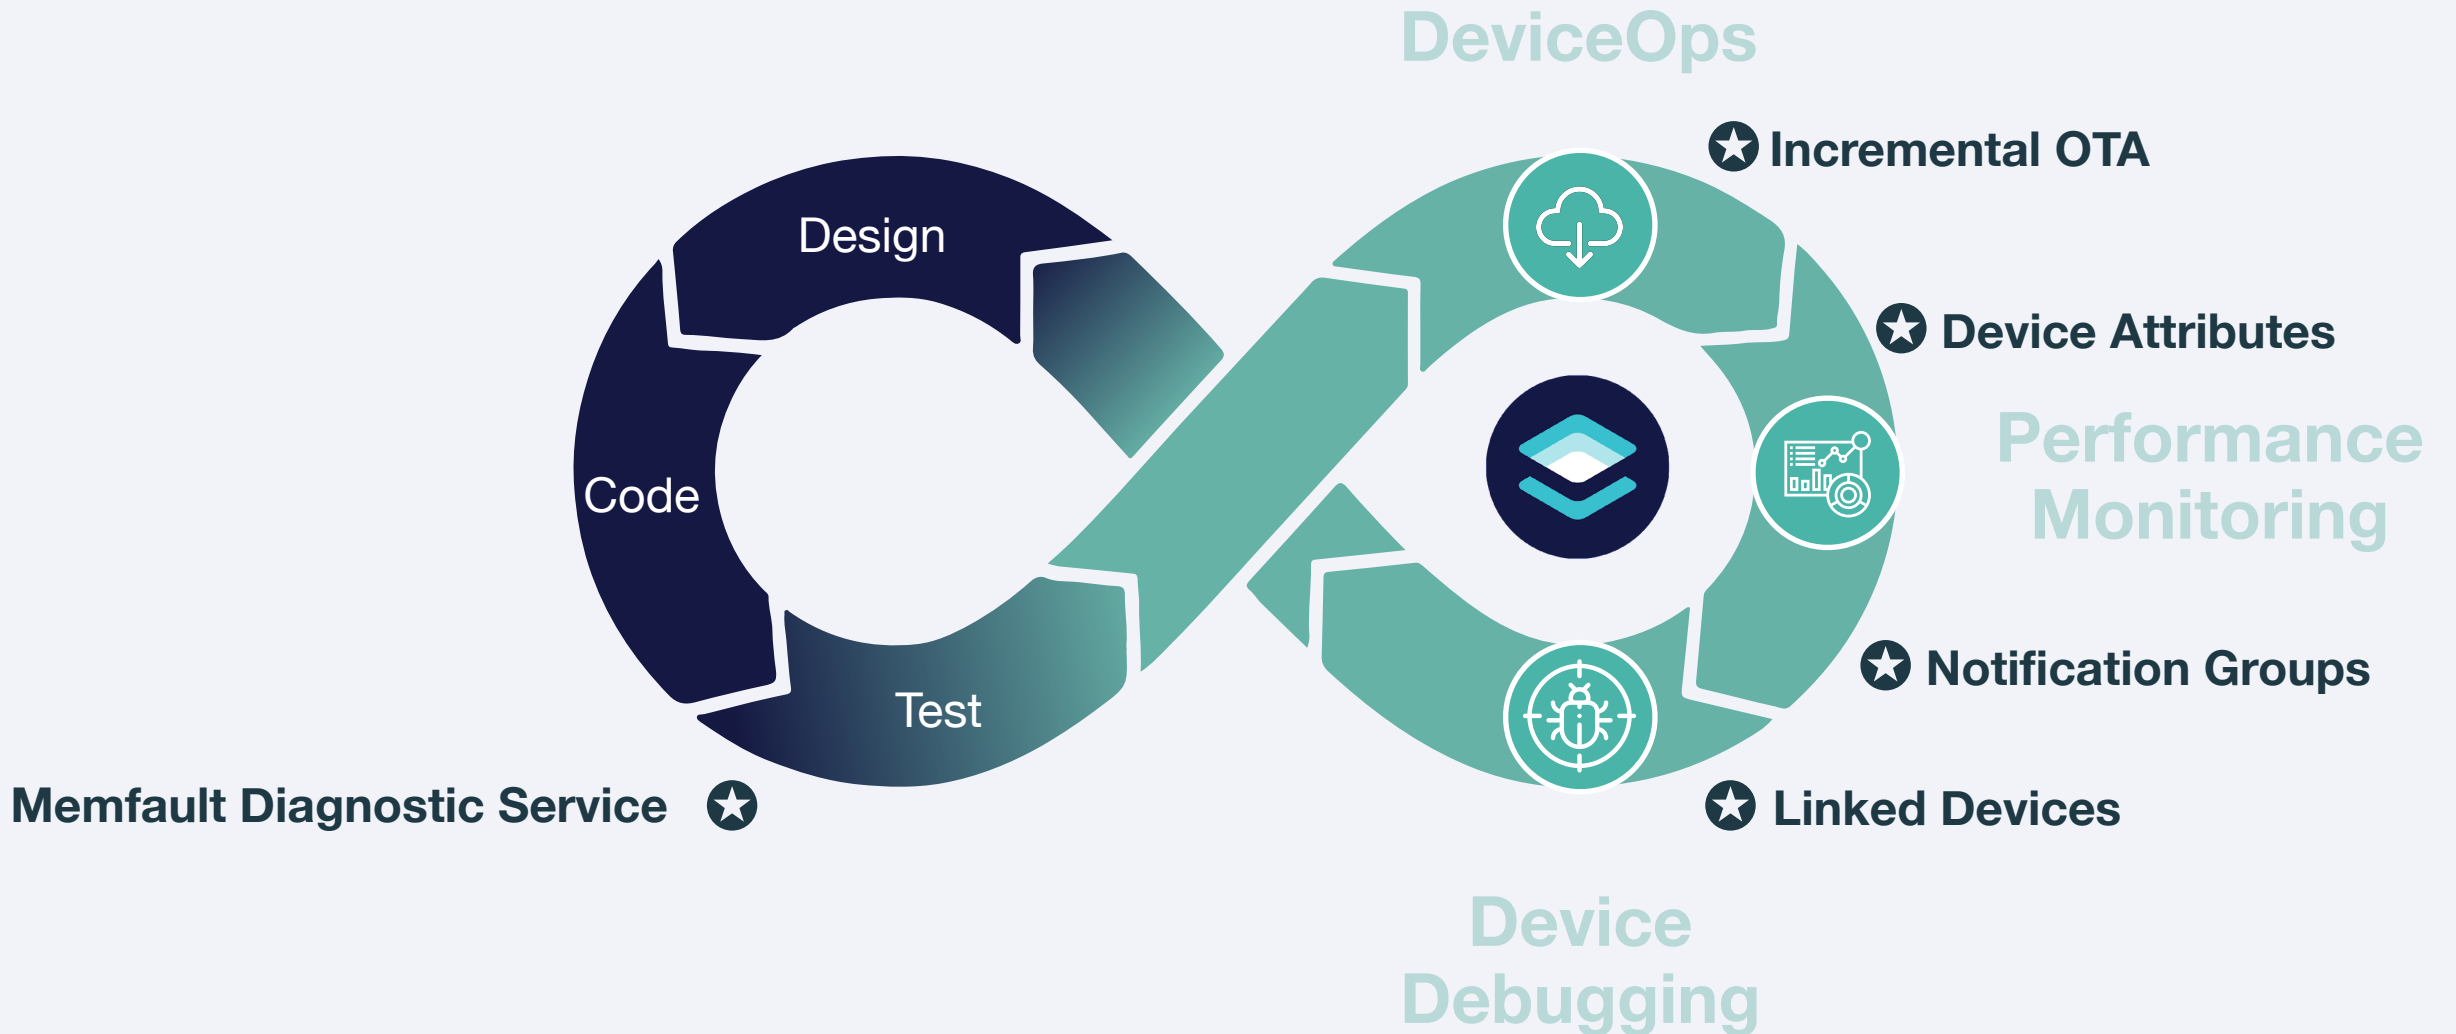 DeviceOps
Incremental OTA
Design
Device Attributes
Performance
Monitoring
Code
Notification Groups
Test
Memfault Diagnostic Service
Linked Devices
Device
Debugging